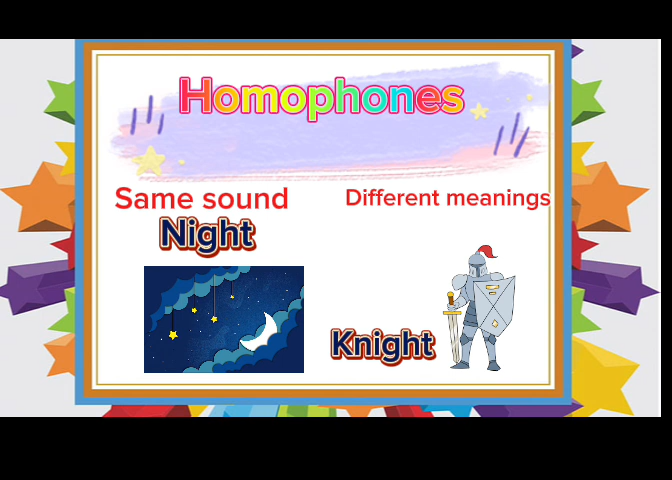 Homophones
Same sound
Different meanings
Night
Knight